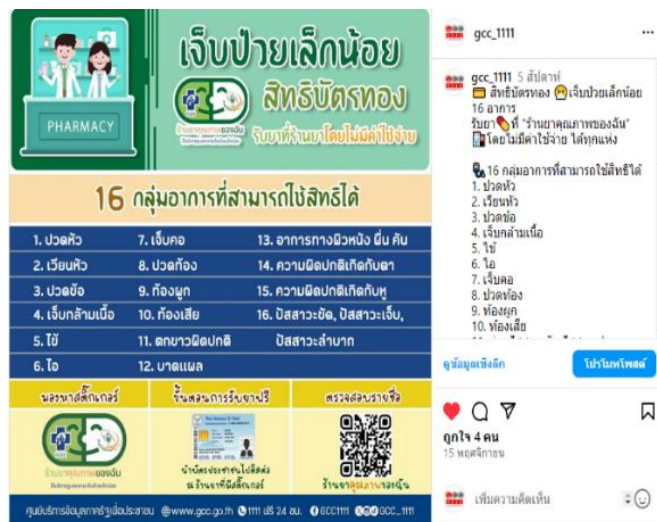 PHARMACY
เจ็บป่วยเล็กน้อย
สิทธิบัตรทอง
ร้านยาคุณภาพของฉัน
รับยาที่ร้านยาโดยไม่มีค่าใช้จ่าย
16 กลุ่มอาการที่สามารถใช้สิทธิได้
1. ปวดหัว
2. เวียนหัว
3. ปวดข้อ
4. เจ็บกล้ามเนื้อ
5. ไข้
6. ไอ
7. เจ็บคอ
8. ปวดท้อง
9. ท้องผูก
10. ท้องเสีย
11. ตกขาวผิดปกติ
12. บาดแผล
13. อาการทางผิวหนัง ผื่น คัน
14. ความผิดปกติเกิดกับตา
15. ความผิดปกติเกิดกับหู
16. ปัสสาวะขัด, ปัสสาวะเจ็บ,
ปัสสาวะลำบาก
มองหาสติ๊กเกอร์
ร้านยาคุณภาพของฉัน
ขั้นตอนการรับยาฟรี
นำบัตรประชาชนไปติดต่อ
ณ ร้านยาที่มีสติ๊กเกอร์
ตรวจสอบรายชื่อ
ร้านยาคุณภาพของฉัน
ศูนย์บริการข้อมูลภาครัฐเพื่อประชาชน @www.gcc.go.th 1111 ฟรี 24 ชม. GCC1111 @GCC_1111
gcc_1111
gcc_1111 5 สัปดาห์
สิทธิบัตรทอง เจ็บป่วยเล็กน้อย
16 อาการ
รับยา ที่ "ร้านยาคุณภาพของฉัน"
โดยไม่มีค่าใช้จ่าย ได้ทุกแห่ง
16 กลุ่มอาการที่สามารถใช้สิทธิได้
1. ปวดหัว
2. เวียนหัว
3. ปวดข้อ
4. เจ็บกล้ามเนื้อ
5. ไข้
6. ไอ
7. เจ็บคอ
8. ปวดท้อง
9. ท้องผูก
10. ท้องเสีย
ดูข้อมูลเชิงลึก
โปรโมทโพสต์
ถูกใจ 4 คน
15 พฤศจิกายน
เพิ่มความคิดเห็น